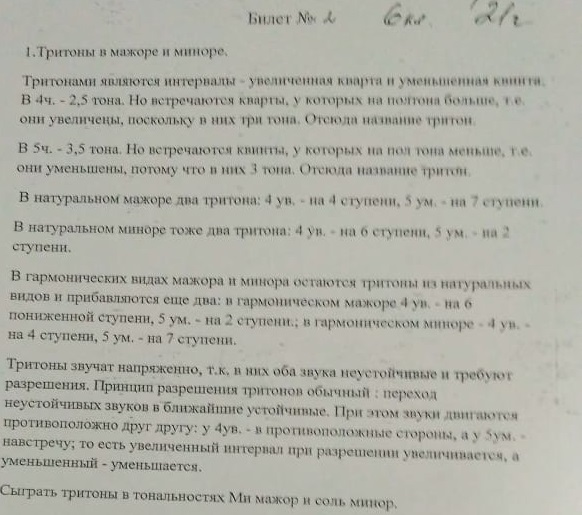 Билет № 2 6 кл. 21г
1.Тритоны в мажоре и миноре.
Тритонами являются интервалы - увеличенная кварта и уменьшенная квинта.
В 4ч. - 2,5 тона. Но встречаются кварты, у которых на полтона больше, т.е.
они увеличены, поскольку в них три тона. Отсюда название тритон.
В 5ч. - 3,5 тона. Но встречаются квинты, у которых на пол тона меньше, т.е.
они уменьшены, потому что в них 3 тона. Отсюда название тритон.
В натуральном мажоре два тритона: 4 ув. - на 4 ступени, 5 ум. - на 7 ступени.
В натуральном миноре тоже два тритона: 4 ув. - на 6 ступени, 5 ум. - на 2
ступени.
В гармонических видах мажора и минора остаются тритоны из натуральных
видов и прибавляются еще два: в гармоническом мажоре 4 ув. - на 6
пониженной ступени, 5 ум. - на 2 ступени.; в гармоническом миноре - 4 ув. -
на 4 ступени, 5 ум. - на 7 ступени.
Тритоны звучат напряженно, т.к. в них оба звука неустойчивые и требуют
разрешения. Принцип разрешения тритонов обычный : переход
неустойчивых звуков в ближайшие устойчивые. При этом звуки двигаются
противоположно друг другу: у 4ув. - в противоположные стороны, а у 5ум. -
навстречу; то есть увеличенный интервал при разрешении увеличивается, а
уменьшенный - уменьшается.
Сыграть тритоны в тональностях Ми мажор и соль минор.